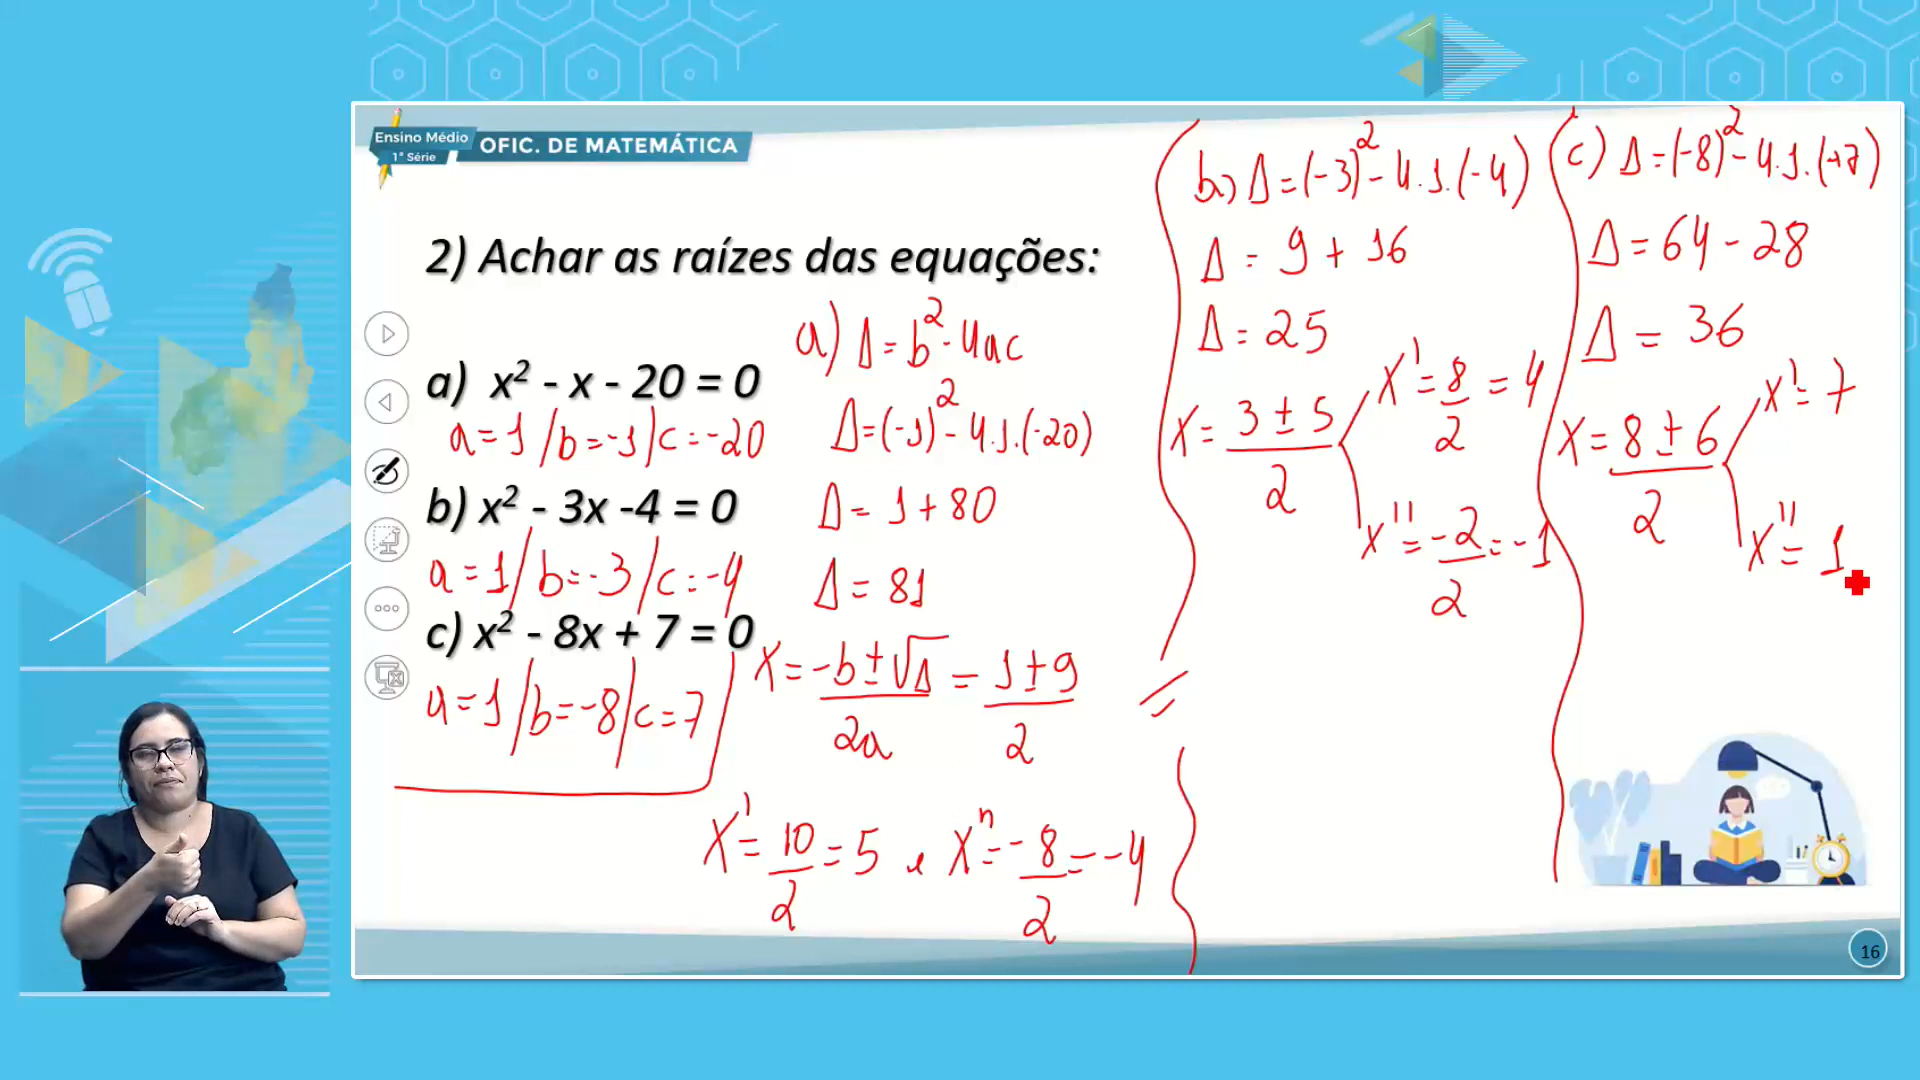 Ensino Médio
1ª Série
OFIC. DE MATEMÁTICA
2) Achar as raízes das equações:
a) x² - x - 20 = 0
a = 1 / b = -1 / c = -20
b) x² - 3x -4 = 0
a = 1 / b = -3 / c = -4
c) x² - 8x + 7 = 0
a = 1 / b = -8 / c = 7
a) Δ = b² - 4ac
Δ = (-1)² - 4.1.(-20)
Δ = 1 + 80
Δ = 81
x = -b ± √Δ / 2a = 1 ± 9 / 2
x' = 10/2 = 5 e x'' = -8/2 = -4
b) Δ = (-3)² - 4.1.(-4)
Δ = 9 + 16
Δ = 25
x = 3 ± 5 / 2
x' = 8/2 = 4
x'' = -2/2 = -1
c) Δ = (-8)² - 4.1.(+7)
Δ = 64 - 28
Δ = 36
x = 8 ± 6 / 2
x' = 7
x'' = 1
16